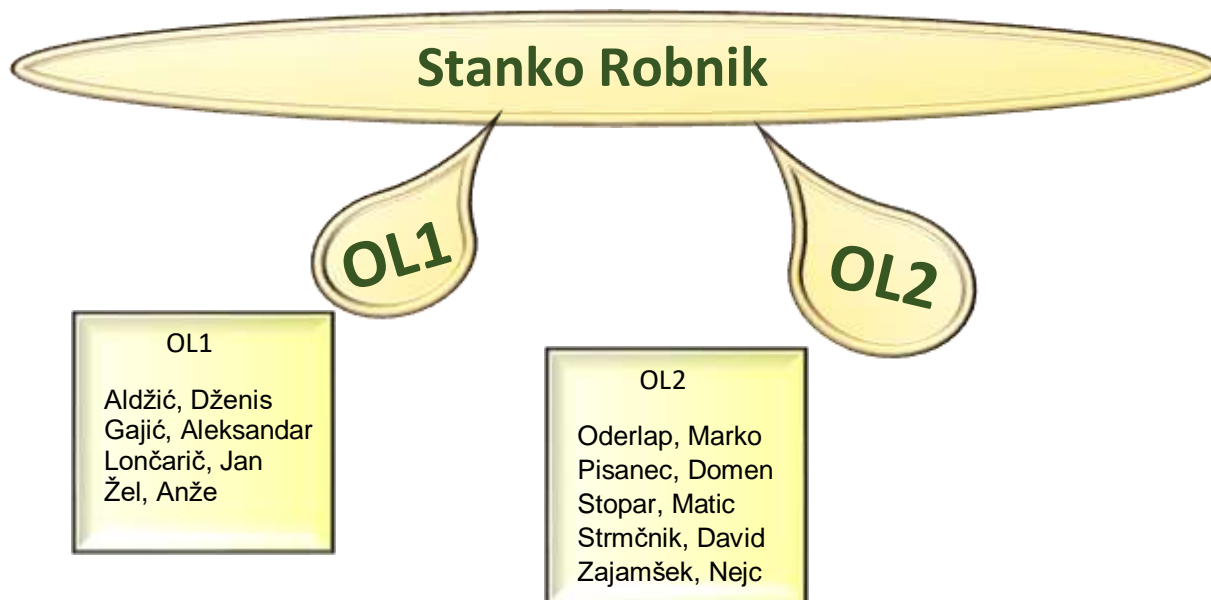 Stanko Robnik
OL1
OL2
OL1
Aldžić, Dženis
Gajić, Aleksandar
Lončarič, Jan
Žel, Anže
OL2
Oderlap, Marko
Pisanec, Domen
Stopar, Matic
Strmčnik, David
Zajamšek, Nejc